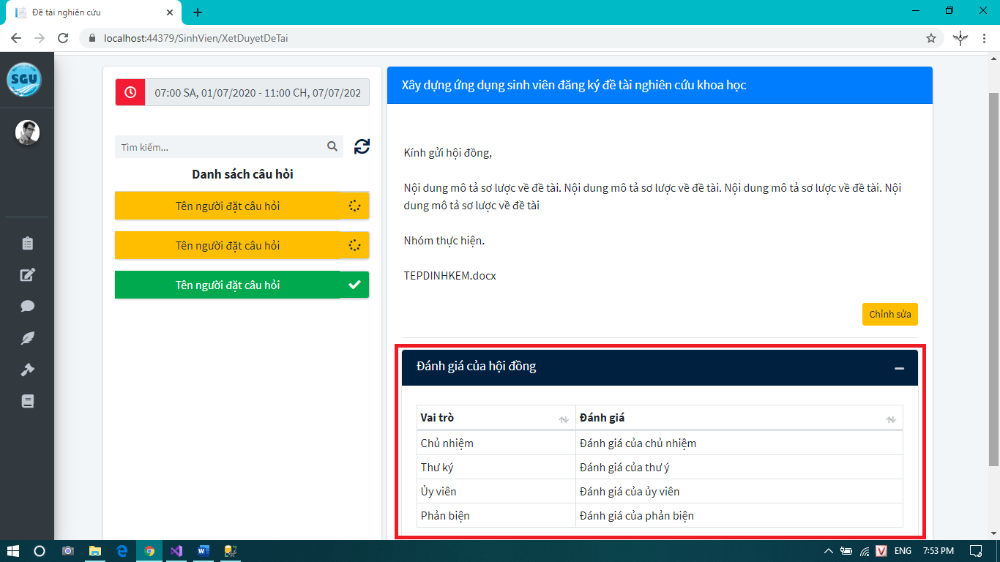 Đề tài nghiên cứu
localhost:44379/SinhVien/XetDuyetDeTai
SGU
07:00 SA, 01/07/2020 - 11:00 CH, 07/07/202
Tìm kiếm...
Danh sách câu hỏi
Tên người đặt câu hỏi
Tên người đặt câu hỏi
Tên người đặt câu hỏi
Xây dựng ứng dụng sinh viên đăng ký đề tài nghiên cứu khoa học
Kính gửi hội đồng,
Nội dung mô tả sơ lược về đề tài. Nội dung mô tả sơ lược về đề tài. Nội dung mô tả sơ lược về đề tài. Nội
dung mô tả sơ lược về đề tài
Nhóm thực hiện.
TEPDINHKEM.docx
Chỉnh sửa
Đánh giá của hội đồng
Vai trò Đánh giá
Chủ nhiệm Đánh giá của chủ nhiệm
Thư ký Đánh giá của thư ý
Ủy viên Đánh giá của ủy viên
Phản biện Đánh giá của phản biện
ENG 7:53 PM